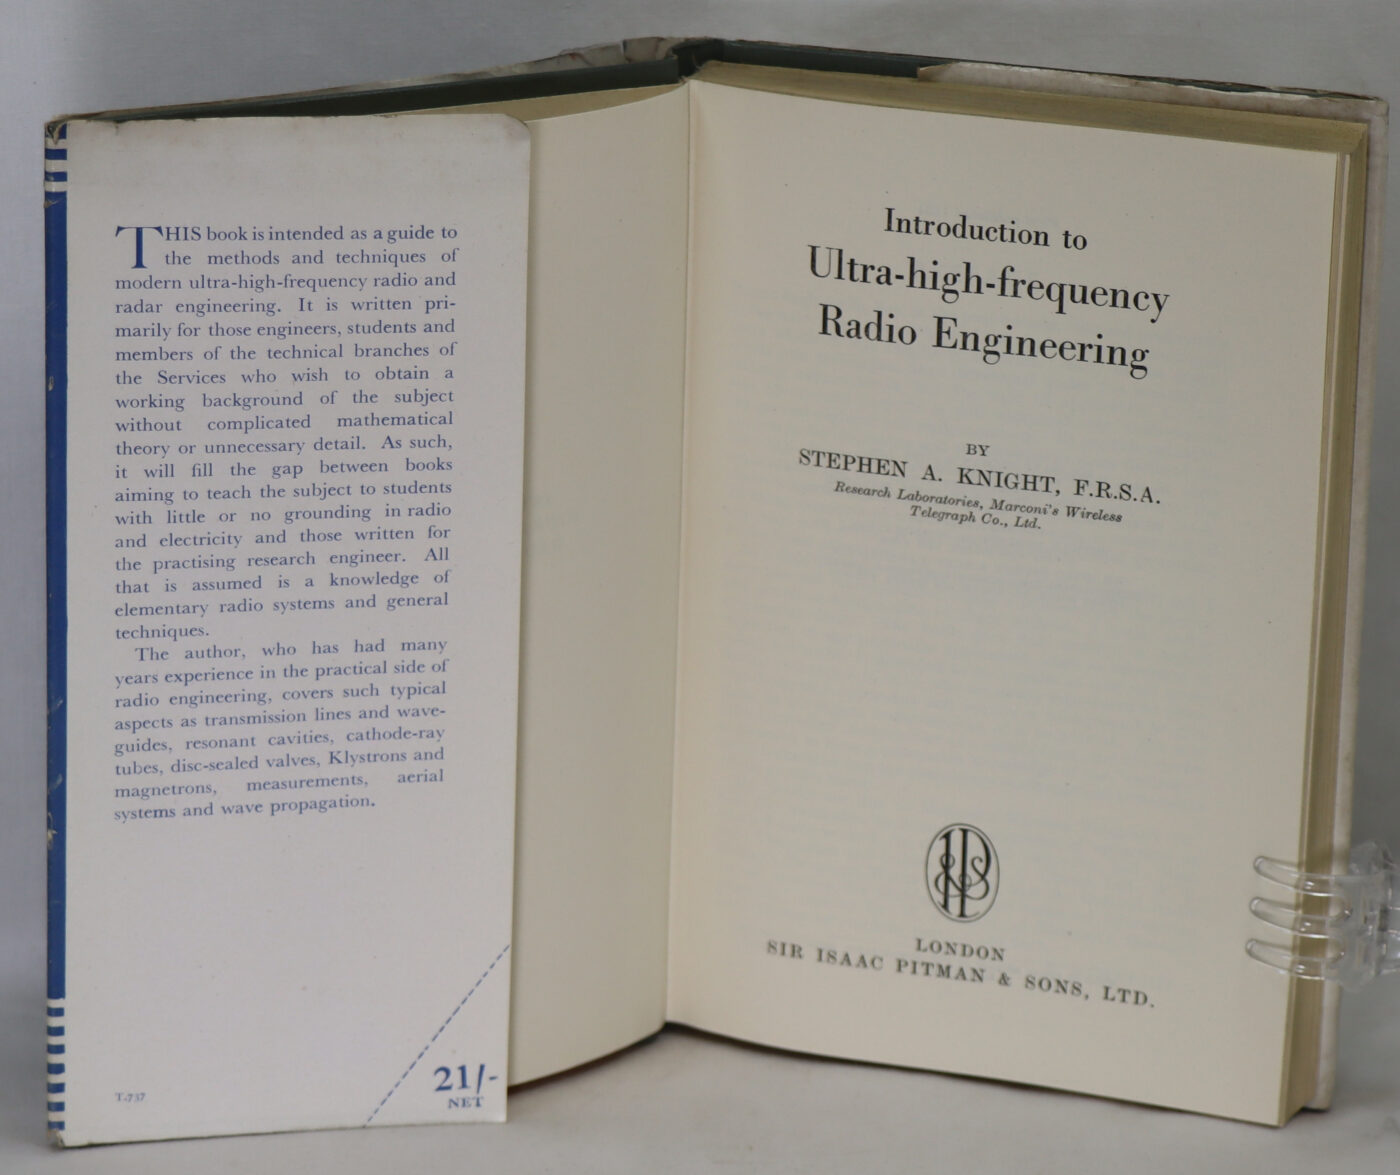 THIS book is intended as a guide to
the methods and techniques of
modern ultra-high-frequency radio and
radar engineering. It is written pri-
marily for those engineers, students and
members of the technical branches of
the Services who wish to obtain a
working background of the subject
without complicated mathematical
theory or unnecessary detail. As such,
it will fill the gap between books
aiming to teach the subject to students
with little or no grounding in radio
and electricity and those written for
the practising research engineer. All
that is assumed is a knowledge of
elementary radio systems and general
techniques.
The author, who has had many
years experience in the practical side of
radio engineering, covers such typical
aspects as transmission lines and wave-
guides, resonant cavities, cathode-ray
tubes, disc-sealed valves, Klystrons and
magnetrons, measurements, aerial
systems and wave propagation.
T.737
21/-
NET
Introduction to
Ultra-high-frequency
Radio Engineering
BY
STEPHEN A. KNIGHT, F.R.S.A.
Research Laboratories, Marconi's Wireless
Telegraph Co., Ltd.
LONDON
SIR ISAAC PITMAN & SONS, LTD.